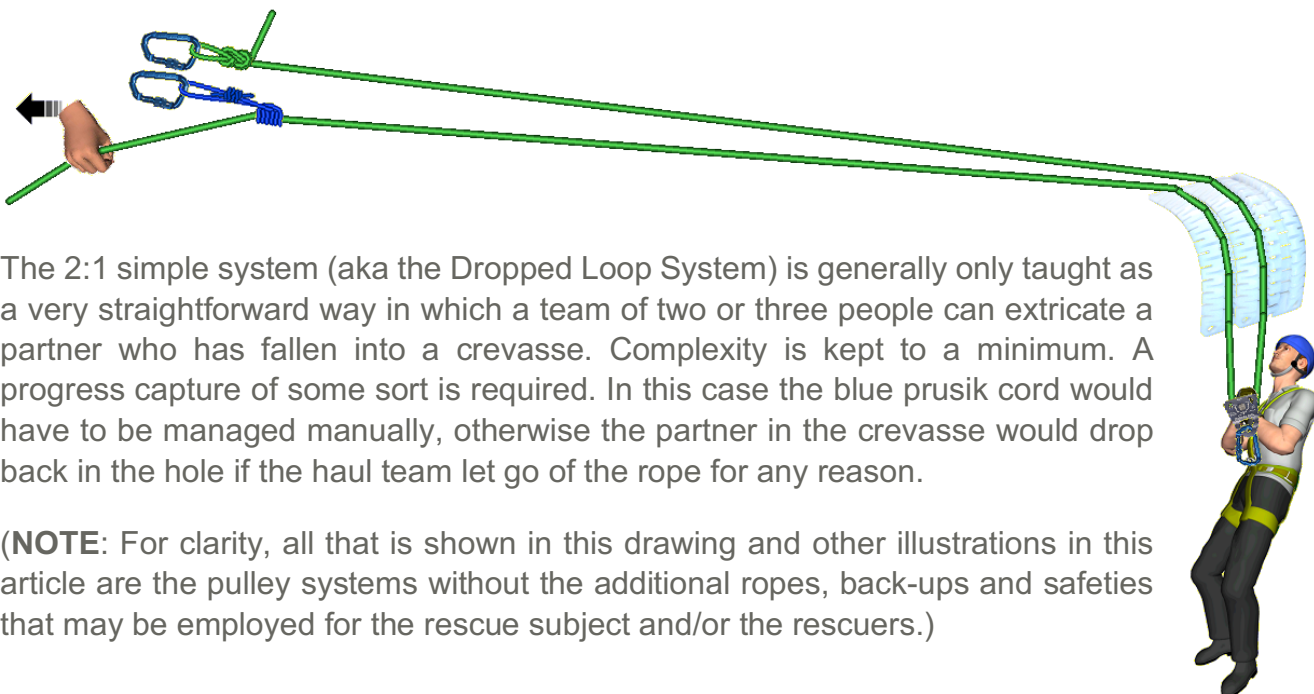 The 2:1 simple system (aka the Dropped Loop System) is generally only taught as
a very straightforward way in which a team of two or three people can extricate a
partner who has fallen into a crevasse. Complexity is kept to a minimum. A
progress capture of some sort is required. In this case the blue prusik cord would
have to be managed manually, otherwise the partner in the crevasse would drop
back in the hole if the haul team let go of the rope for any reason.
(NOTE: For clarity, all that is shown in this drawing and other illustrations in this
article are the pulley systems without the additional ropes, back-ups and safeties
that may be employed for the rescue subject and/or the rescuers.)